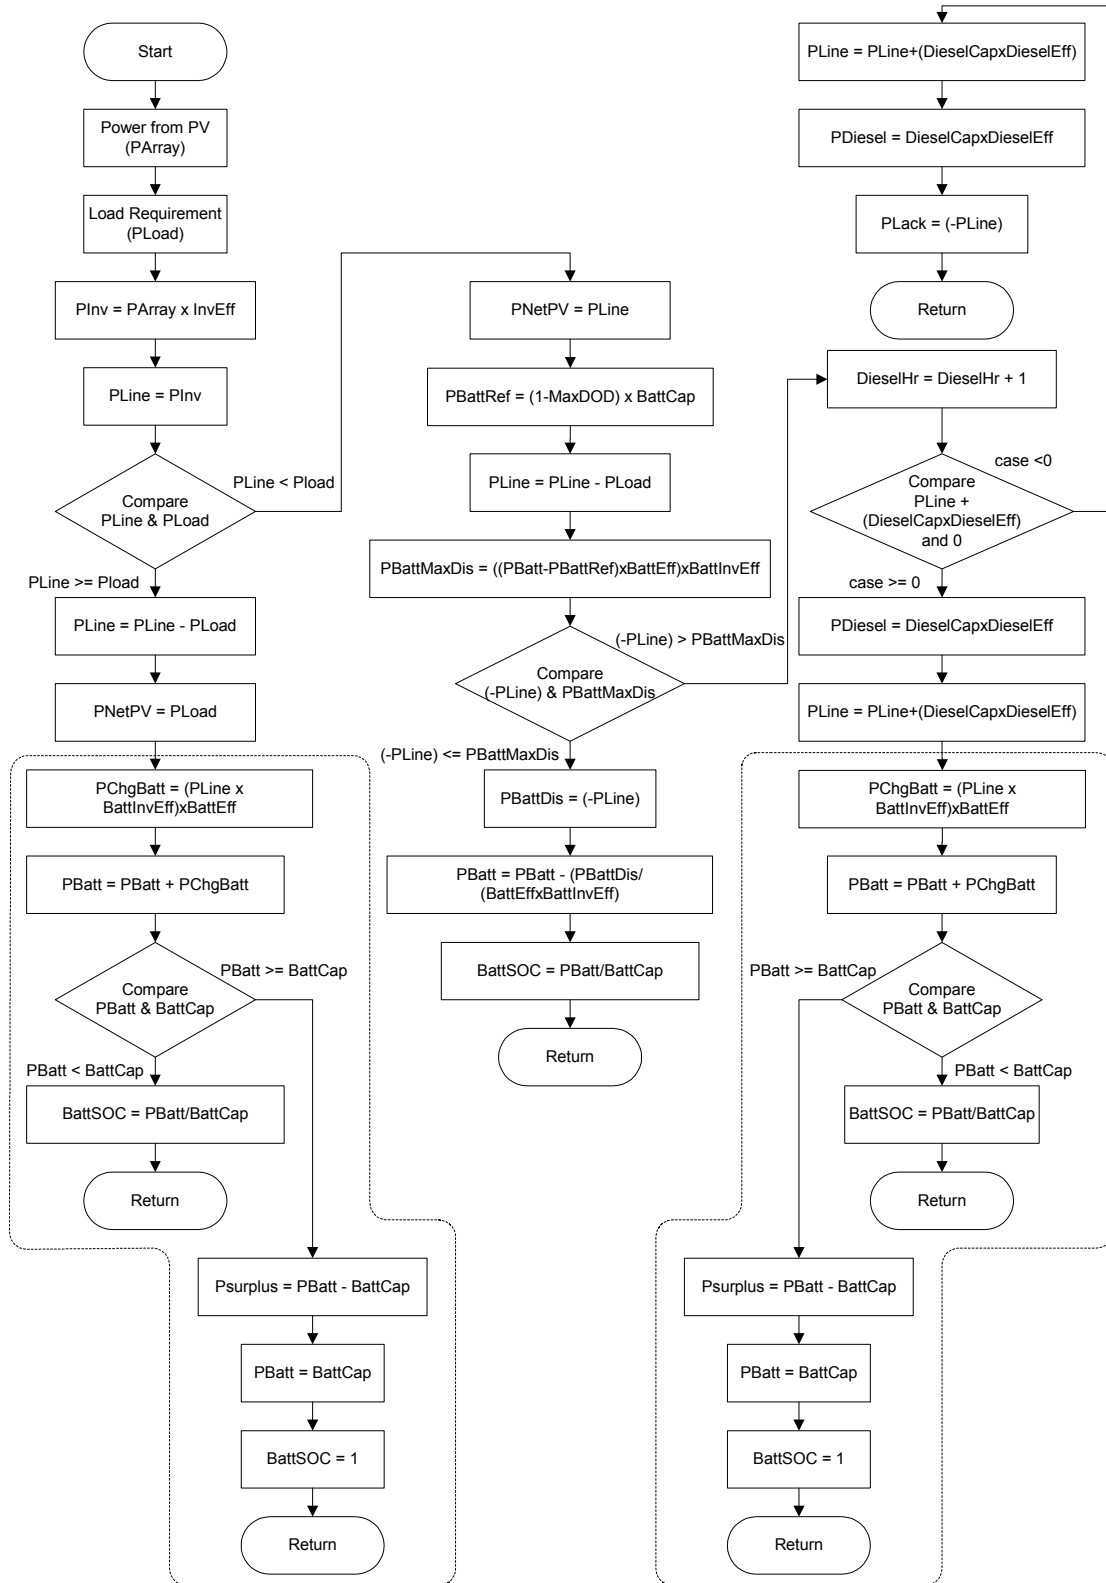 Start
Power from PV
(PArray)
Load Requirement
(PLoad)
PInv = PArray x InvEff
PLine = PInv
Compare
PLine & PLoad
PLine < Pload
PLine >= Pload
PLine = PLine - PLoad
PNetPV = PLoad
PChgBatt = (PLine x
BattInvEff)xBattEff
PBatt = PBatt + PChgBatt
Compare
PBatt & BattCap
PBatt >= BattCap
PBatt < BattCap
BattSOC = PBatt/BattCap
Return
Psurplus = PBatt - BattCap
PBatt = BattCap
BattSOC = 1
Return
PNetPV = PLine
PBattRef = (1-MaxDOD) x BattCap
PLine = PLine - PLoad
PBattMaxDis = ((PBatt-PBattRef)xBattEff)xBattInvEff
Compare
(-PLine) & PBattMaxDis
(-PLine) > PBattMaxDis
(-PLine) <= PBattMaxDis
PBattDis = (-PLine)
PBatt = PBatt - (PBattDis/
(BattEffxBattInvEff)
BattSOC = PBatt/BattCap
Return
PLine = PLine+(DieselCapxDieselEff)
PDiesel = DieselCapxDieselEff
PLack = (-PLine)
Return
DieselHr = DieselHr + 1
case <0
Compare
PLine +
(DieselCapxDieselEff)
and 0
case >= 0
PDiesel = DieselCapxDieselEff
PLine = PLine+(DieselCapxDieselEff)
PChgBatt = (PLine x
BattInvEff)xBattEff
PBatt = PBatt + PChgBatt
PBatt >= BattCap
Compare
PBatt & BattCap
PBatt < BattCap
BattSOC = PBatt/BattCap
Return
Psurplus = PBatt - BattCap
PBatt = BattCap
BattSOC = 1
Return